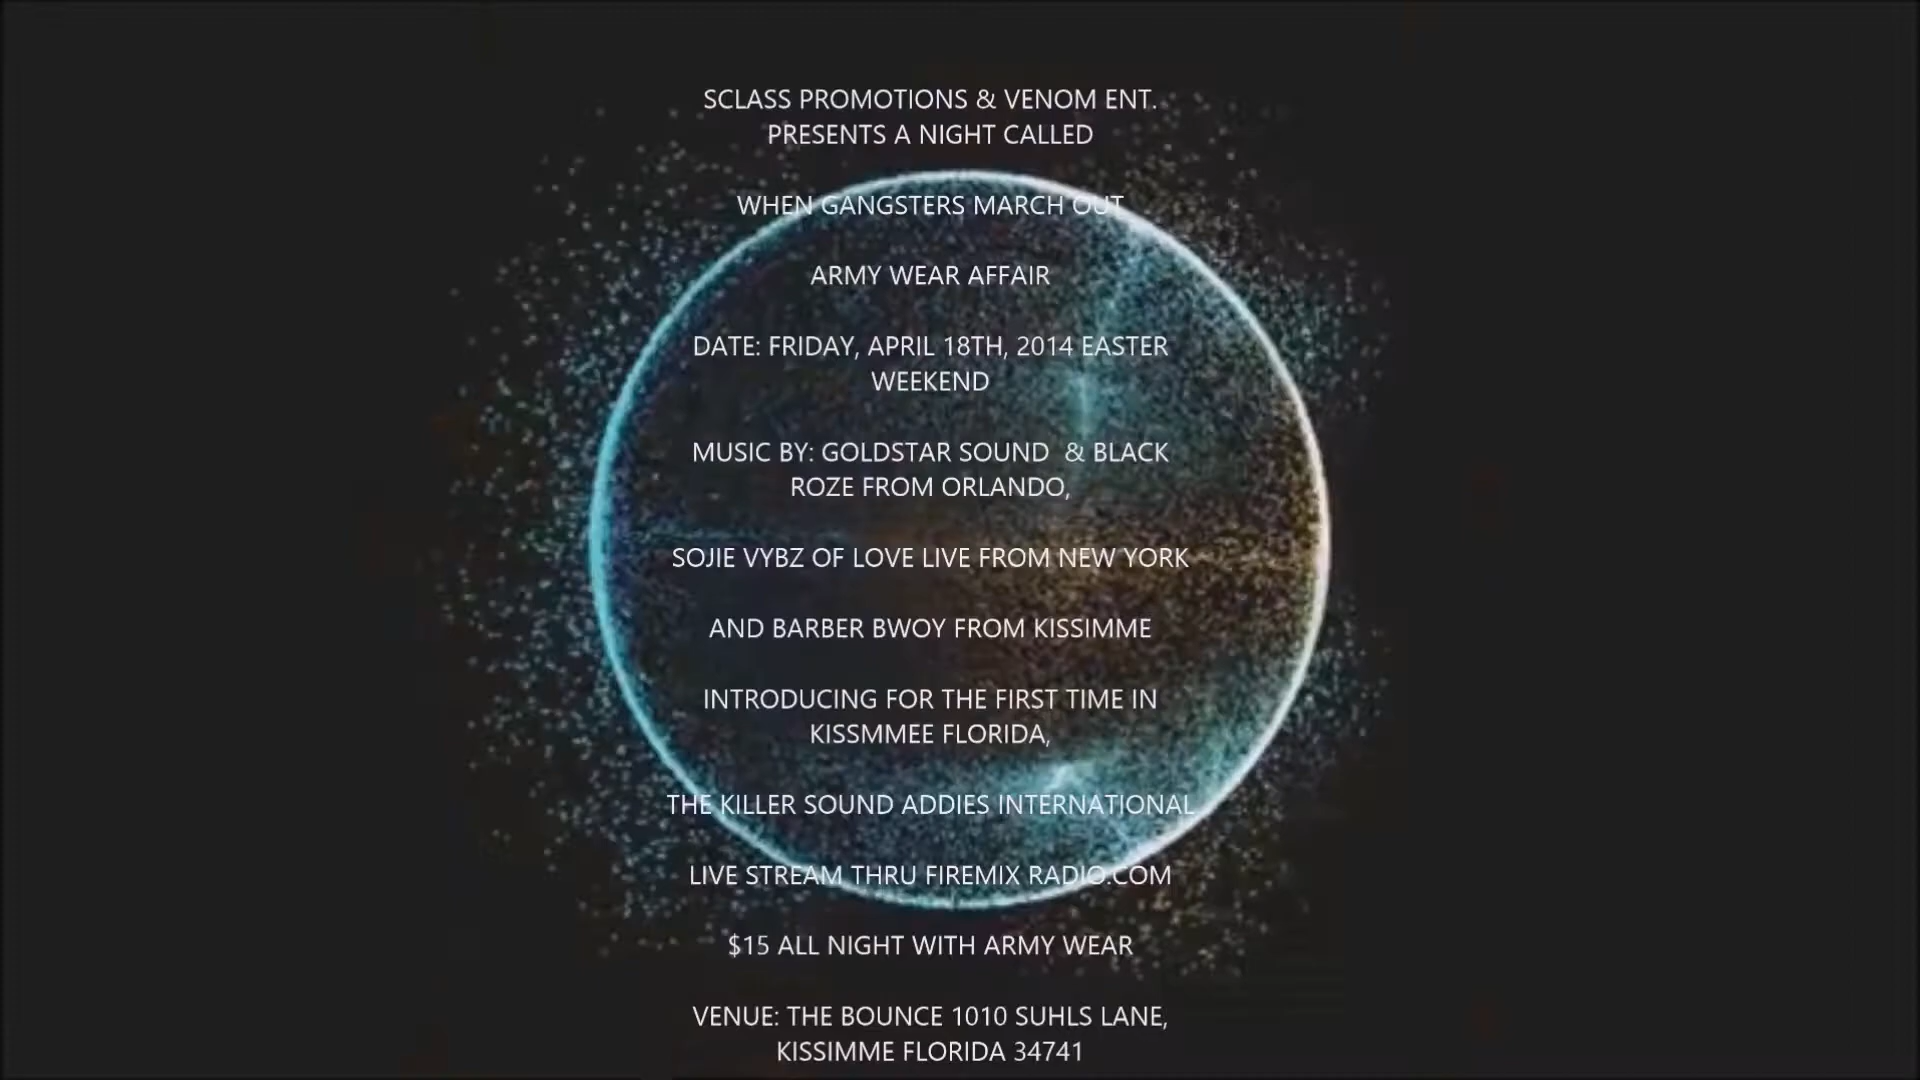 SCLASS PROMOTIONS & VENOM ENT.
PRESENTS A NIGHT CALLED
WHEN GANGSTERS MARCH OUT
ARMY WEAR AFFAIR
DATE: FRIDAY, APRIL 18TH, 2014 EASTER
WEEKEND
MUSIC BY: GOLDSTAR SOUND  & BLACK
ROZE FROM ORLANDO,
SOJIE VYBZ OF LOVE LIVE FROM NEW YORK
AND BARBER BWOY FROM KISSIMME
INTRODUCING FOR THE FIRST TIME IN
KISSMMEE FLORIDA,
THE KILLER SOUND ADDIES INTERNATIONAL
LIVE STREAM THRU FIREMIX RADIO.COM
$15 ALL NIGHT WITH ARMY WEAR
VENUE: THE BOUNCE 1010 SUHLS LANE,
KISSIMME FLORIDA 34741